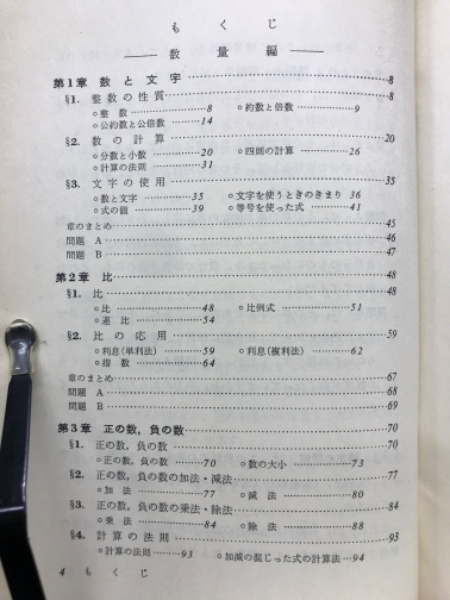 もくじ
―― 数量編 ――
第1章 数と文字 ……8
§1. 整数の性質 ……8
○整数 ……8 ○約数と倍数 ……9
○公約数と公倍数 ……14
§2. 数の計算 ……20
○分数と小数 ……20 ○四則の計算 ……26
○計算の法則 ……31
§3. 文字の使用 ……35
○数と文字 ……35 ○文字を使うときのきまり 36
○式の値 ……39 ○等号を使った式 ……41
章のまとめ ……45
問題 A ……46
問題 B ……47
第2章 比 ……48
§1. 比 ……48
○比 ……48 ○比例式 ……51
○連比 ……54
§2. 比の応用 ……59
○利息(単利法) ……59 ○利息(複利法) ……62
○指数 ……64
章のまとめ ……67
問題 A ……68
問題 B ……69
第3章 正の数，負の数 ……70
§1. 正の数，負の数 ……70
○正の数，負の数 ……70 ○数の大小 ……73
§2. 正の数，負の数の加法・減法 ……77
○加法 ……77 ○減法 ……80
§3. 正の数，負の数の乗法・除法 ……84
○乗法 ……84 ○除法 ……88
§4. 計算の法則 ……93
○計算の法則 ……93 ○加減の混じった式の計算法…94
4 もくじ